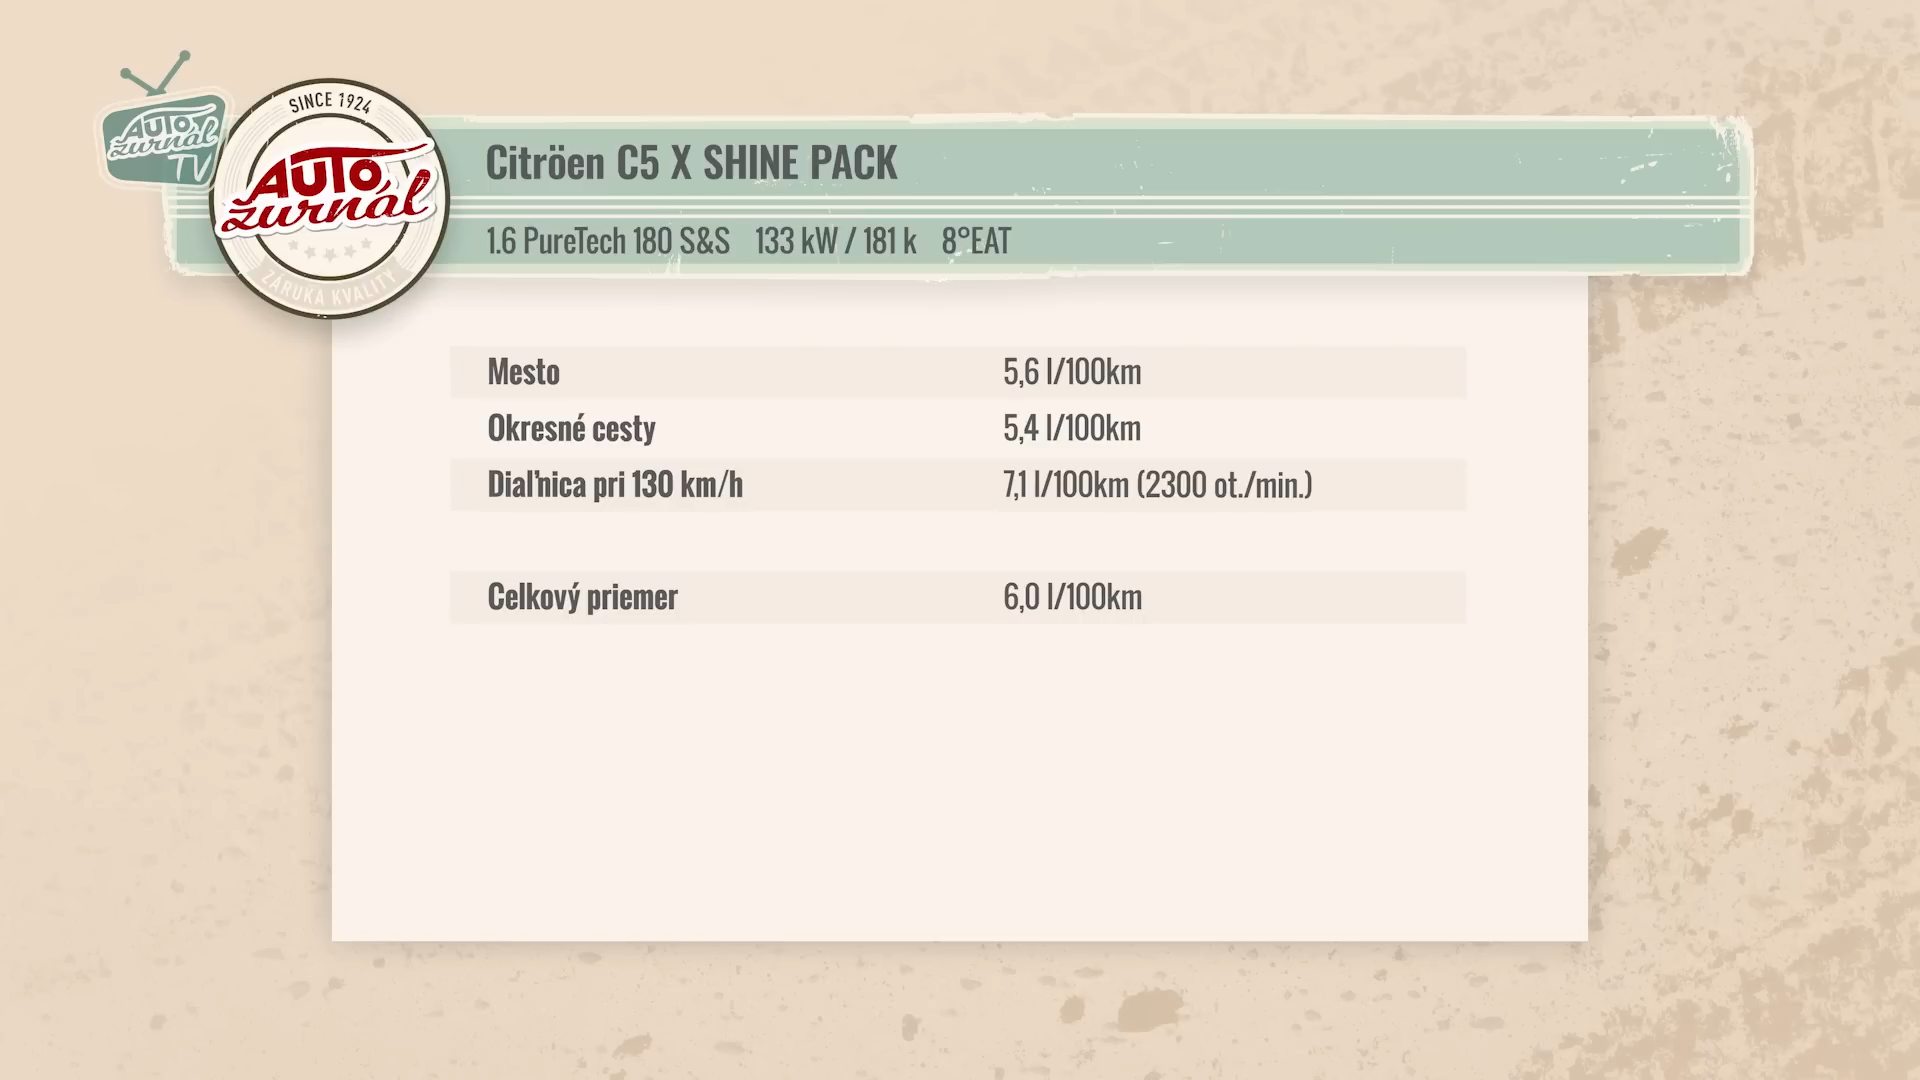 AUTO
žurnál
TV
SINCE 1924
AUTO
žurnál
ZÁRUKA KVALITY
Citröen C5 X SHINE PACK
1.6 PureTech 180 S&S 133 kW / 181 k 8°EAT
Mesto 5,6 l/100km
Okresné cesty 5,4 l/100km
Diaľnica pri 130 km/h 7,1 l/100km (2300 ot./min.)
Celkový priemer 6,0 l/100km